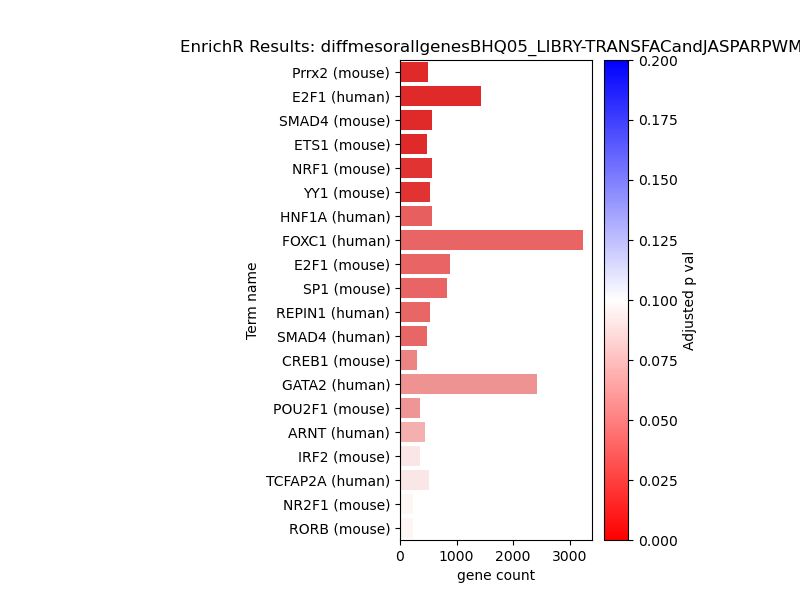 EnrichR Results: diffmesorallgenesBHQ05_LIBRY-TRANSFACandJASPARPWM
Prrx2 (mouse)
E2F1 (human)
SMAD4 (mouse)
ETS1 (mouse)
NRF1 (mouse)
YY1 (mouse)
HNF1A (human)
FOXC1 (human)
E2F1 (mouse)
SP1 (mouse)
REPIN1 (human)
SMAD4 (human)
CREB1 (mouse)
GATA2 (human)
POU2F1 (mouse)
ARNT (human)
IRF2 (mouse)
TCFAP2A (human)
NR2F1 (mouse)
RORB (mouse)
Term name
0 1000 2000 3000
gene count
0.200
0.175
0.150
0.125
0.100
0.075
0.050
0.025
0.000
Adjusted p val